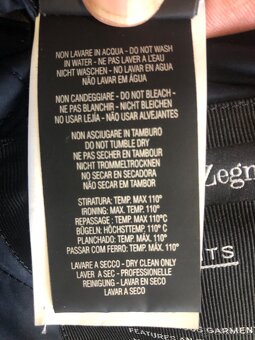 NON LAVARE IN ACQUA - DO NOT WASH
IN WATER - NE PAS LAVER A L'EAU
NICHT WASCHEN - NO LAVAR EN AGUA
NÃO LAVAR EM ÁGUA
NON CANDEGGIARE - DO NOT BLEACH -
NE PAS BLANCHIR - NICHT BLEICHEN
NO USAR LEJÍA - NÃO USAR ALVEJANTES
NON ASCIUGARE IN TAMBURO
DO NOT TUMBLE DRY
NE PAS SECHER EN TAMBOUR
NICHT TROMMELTROCKNEN
NO SECAR EN SECADORA
NÃO SECAR EM TAMBOR
STIRATURA: TEMP. MAX 110°
IRONING: MAX. TEMP. 110°
REPASSAGE: TEMP. MAX 110°
BÜGELN: HÖCHSTTEMP. 110° C
PLANCHADO: TEMP. MÁX. 110°
PASSAR COM FERRO: TEMP. MÁX. 110°
LAVARE A SECCO - DRY CLEAN ONLY
LAVER A SEC - PROFESSIONELLE
REINIGUNG - LAVAR EN SECO
LAVAR A SECO
Zegn
TS
GARMENT
FEATURES